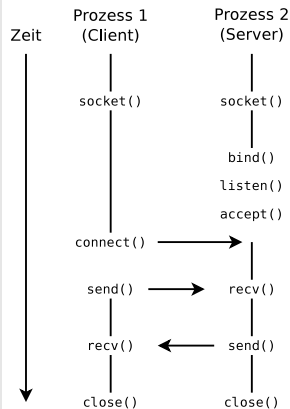 Zeit
Prozess 1
(Client)
Prozess 2
(Server)
socket()
socket()
bind()
listen()
accept()
connect()
send()
recv()
recv()
send()
close()
close()